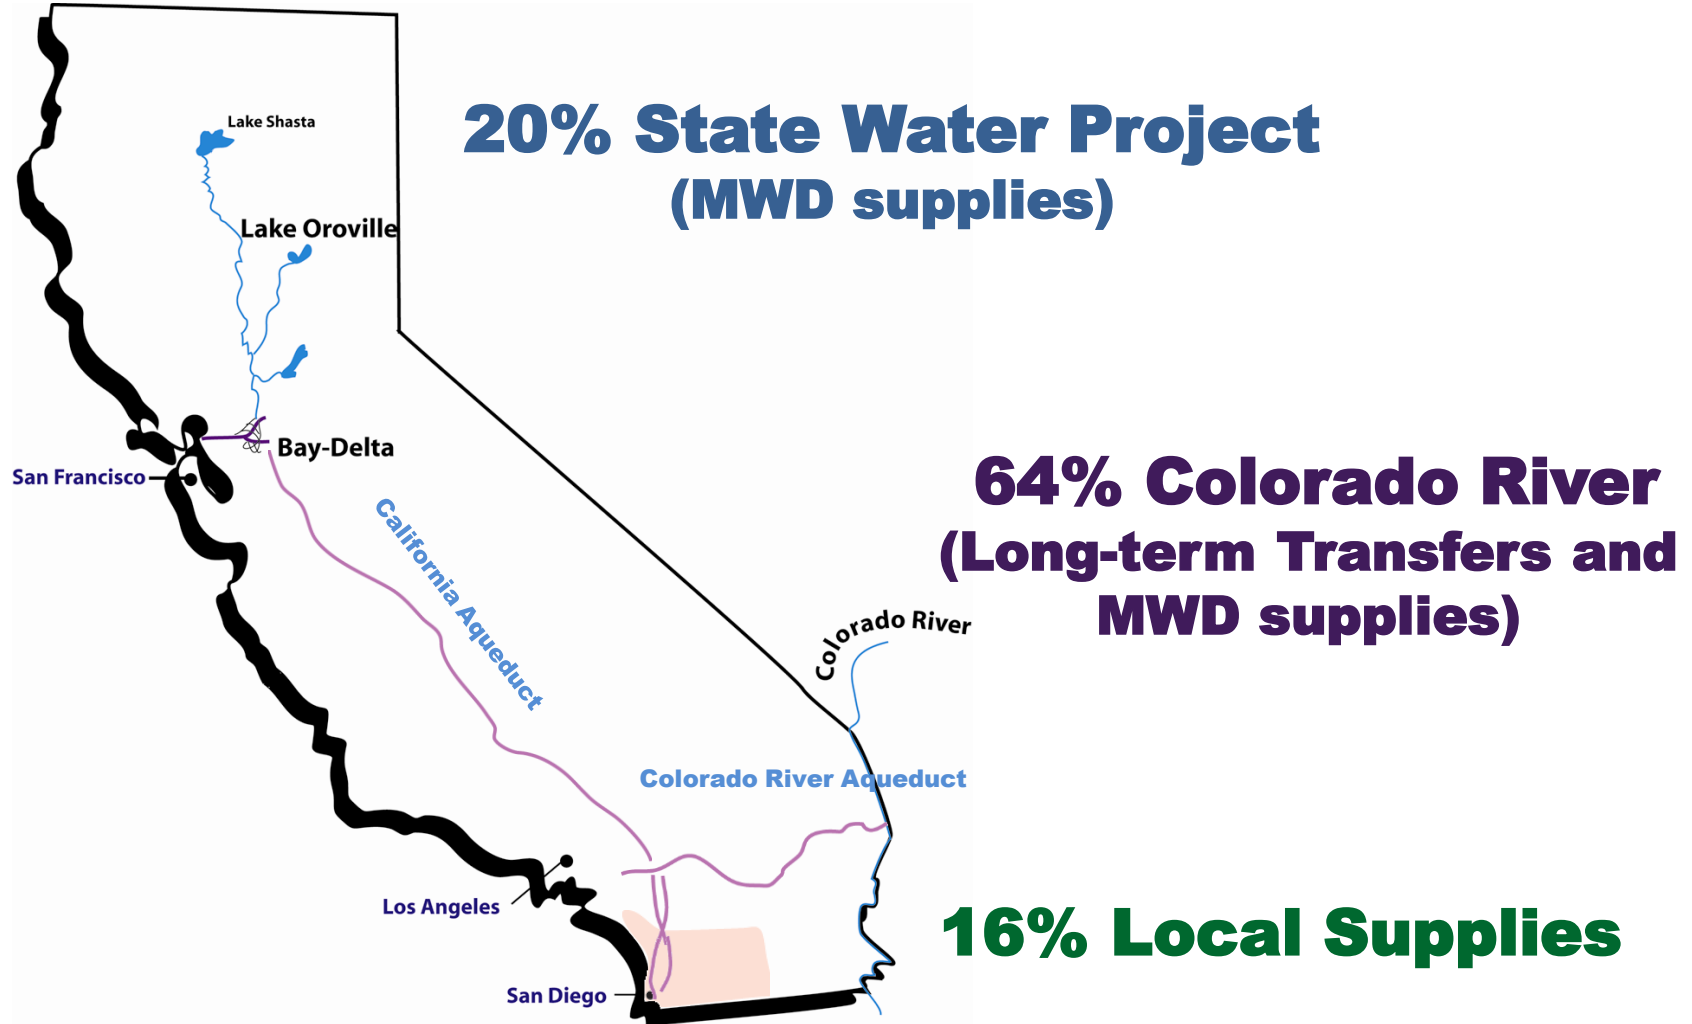 Lake Shasta
20% State Water Project
(MWD supplies)
Lake Oroville
Bay-Delta
San Francisco
64% Colorado River
(Long-term Transfers and
MWD supplies)
California Aqueduct
Colorado River
Colorado River Aqueduct
Los Angeles
16% Local Supplies
San Diego